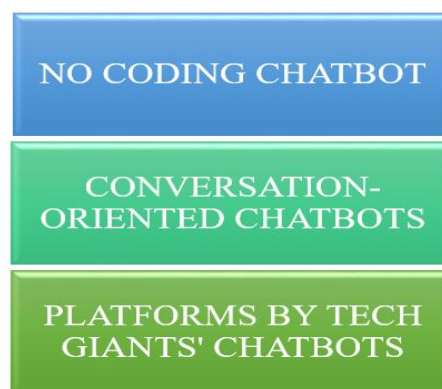 NO CODING CHATBOT
CONVERSATION-
ORIENTED CHATBOTS
PLATFORMS BY TECH
GIANTS' CHATBOTS